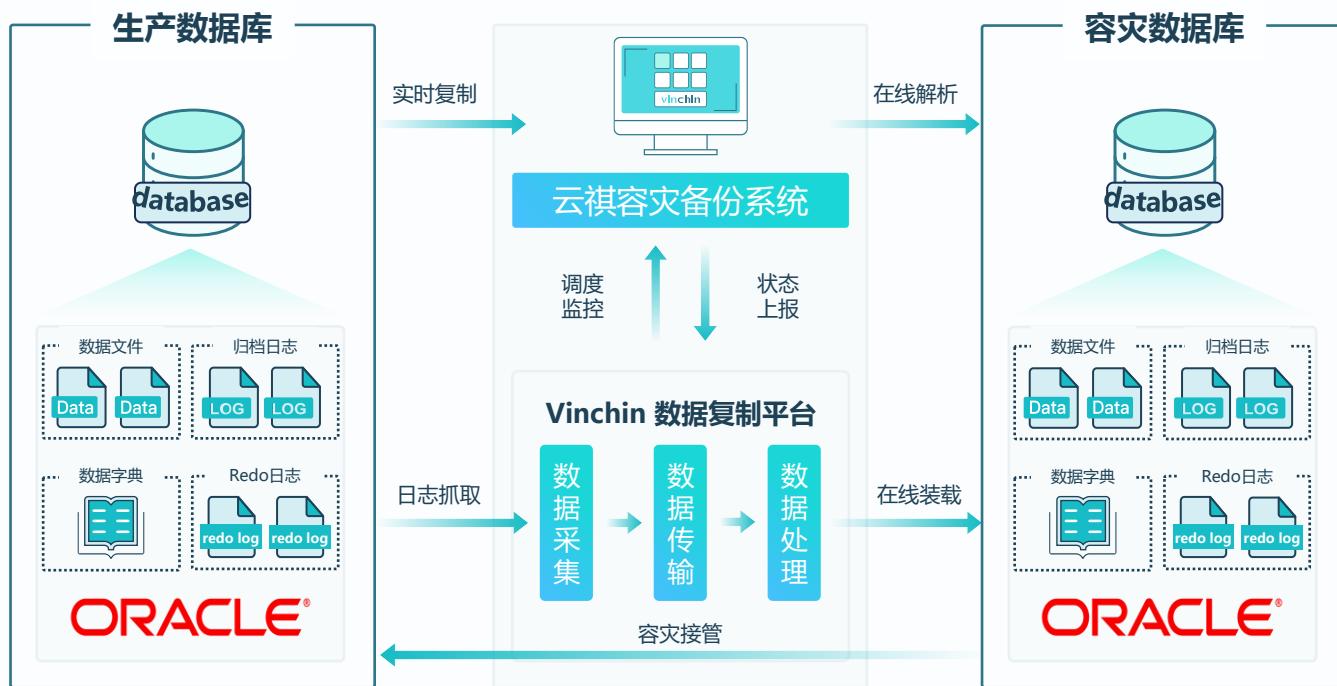 生产数据库
database
数据文件
Data
Data
归档日志
LOG
LOG
数据字典
Redo日志
redo log
redo log
ORACLE®
实时复制
日志抓取
vinchin
云祺容灾备份系统
调度
监控
状态
上报
Vinchin 数据复制平台
数据采集
数据传输
数据处理
容灾接管
在线解析
在线装载
容灾数据库
database
数据文件
Data
Data
归档日志
LOG
LOG
数据字典
Redo日志
redo log
redo log
ORACLE®